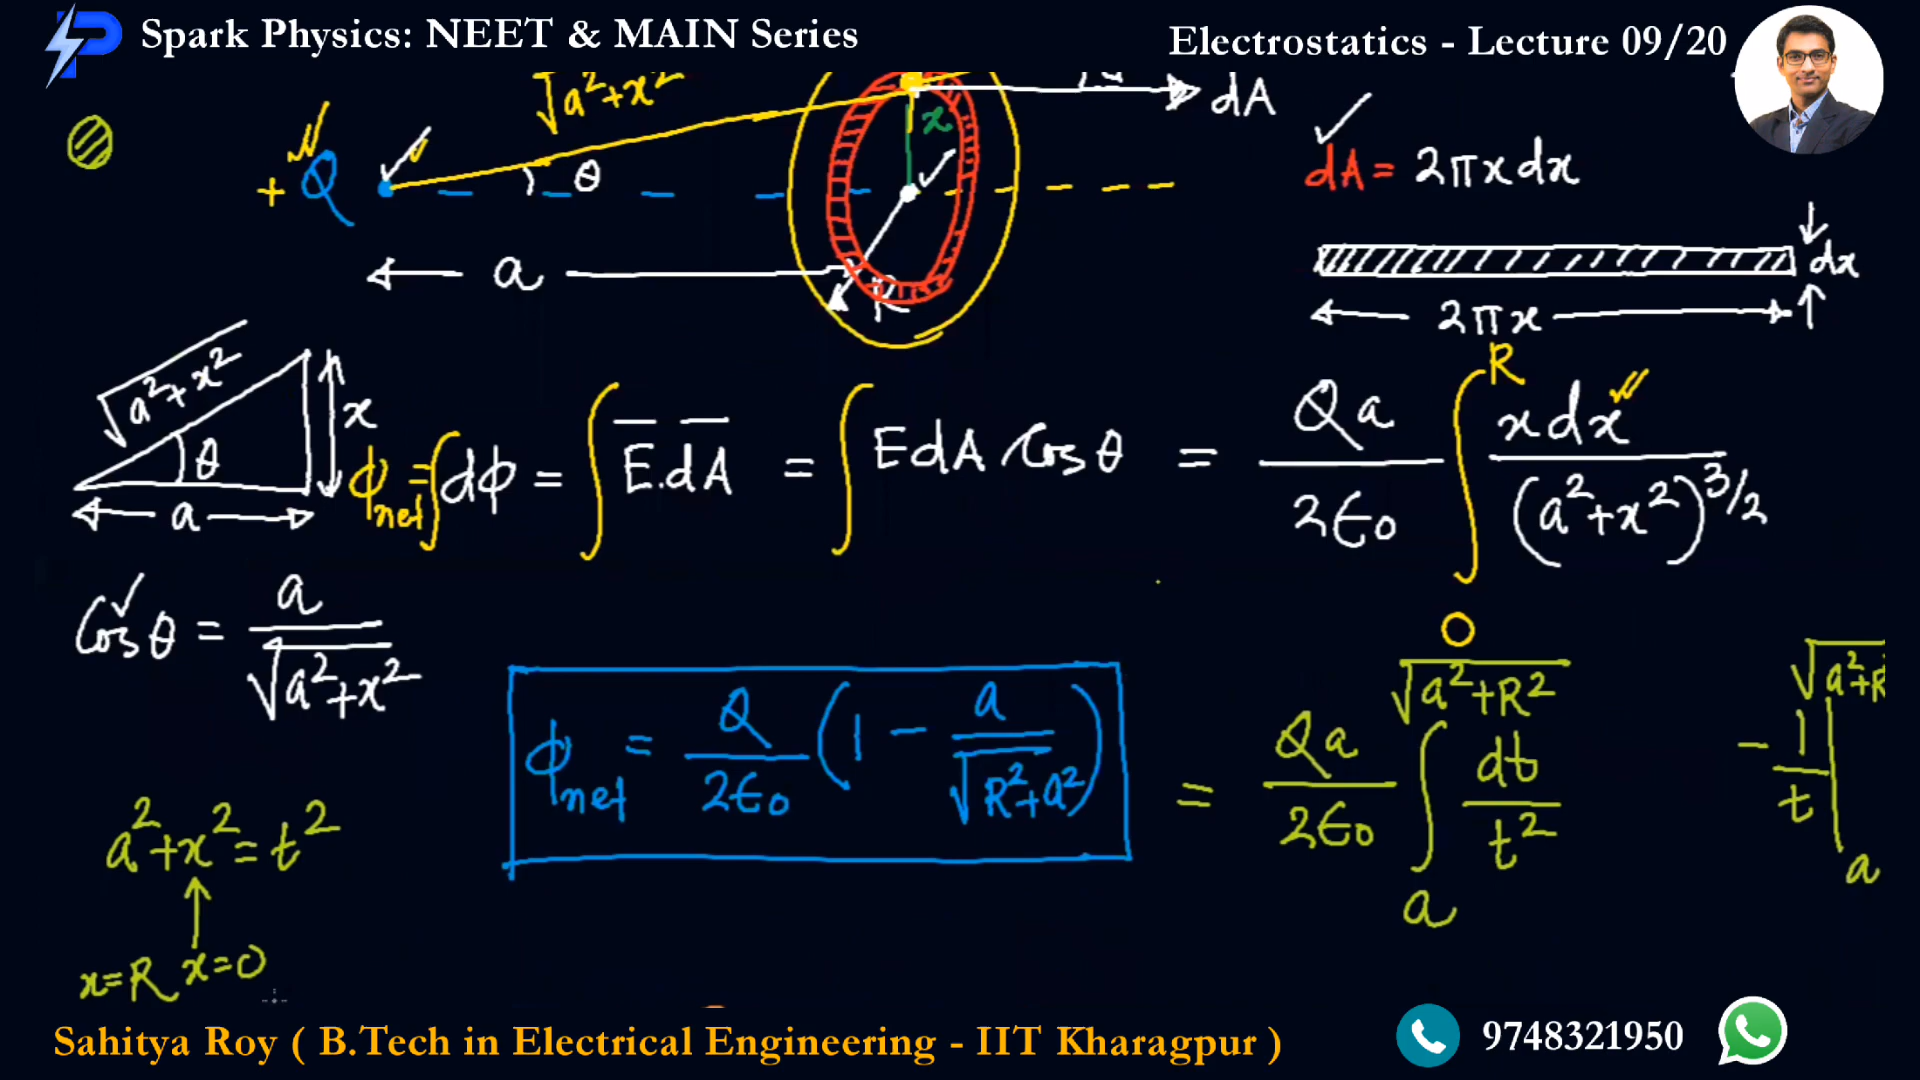 Spark Physics: NEET & MAIN Series
Electrostatics - Lecture 09/20
√a²+x²
dA
x
+ Q
θ
dA = 2πxdx
a
R
dx
2πx
√a²+x²
x
θ
a
ϕnet = ∫dϕ = ∫E.dA = ∫EdA Cosθ = Qa/2ϵ₀ ∫₀ᴿ xdx/(a²+x²)^3/2
Cosθ = a/√a²+x²
ϕnet = Q/2ϵ₀ (1 - a/√R²+a²)
= Qa/2ϵ₀ ∫ₐ^√a²+R² dt/t²
-1/t |ₐ^√a²+R
a²+x² = t²
x=R x=0
Sahitya Roy ( B.Tech in Electrical Engineering - IIT Kharagpur )
9748321950